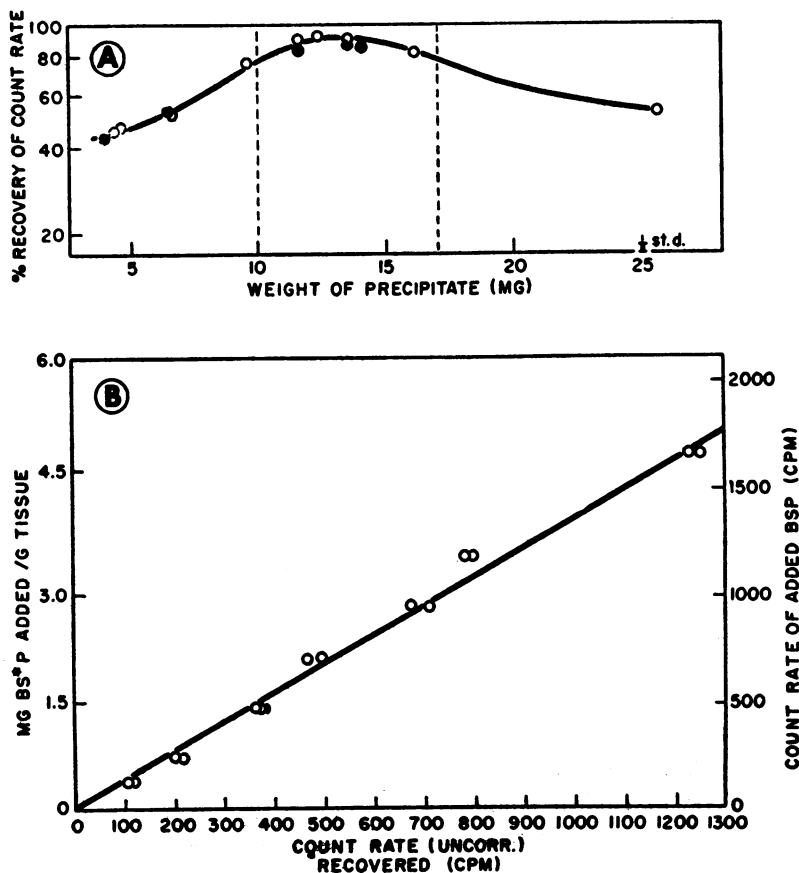 A
100
80
60
40
20
% RECOVERY OF COUNT RATE
5
10
15
20
25
st.d.
WEIGHT OF PRECIPITATE (MG)
B
6.0
4.5
3.0
1.5
0
MG BS*P ADDED /G TISSUE
2000
1500
1000
500
0
COUNT RATE OF ADDED BSP (CPM)
0 100 200 300 400 500 600 700 800 900 1000 1100 1200 1300
COUNT RATE (UNCORR.)
RECOVERED (CPM)